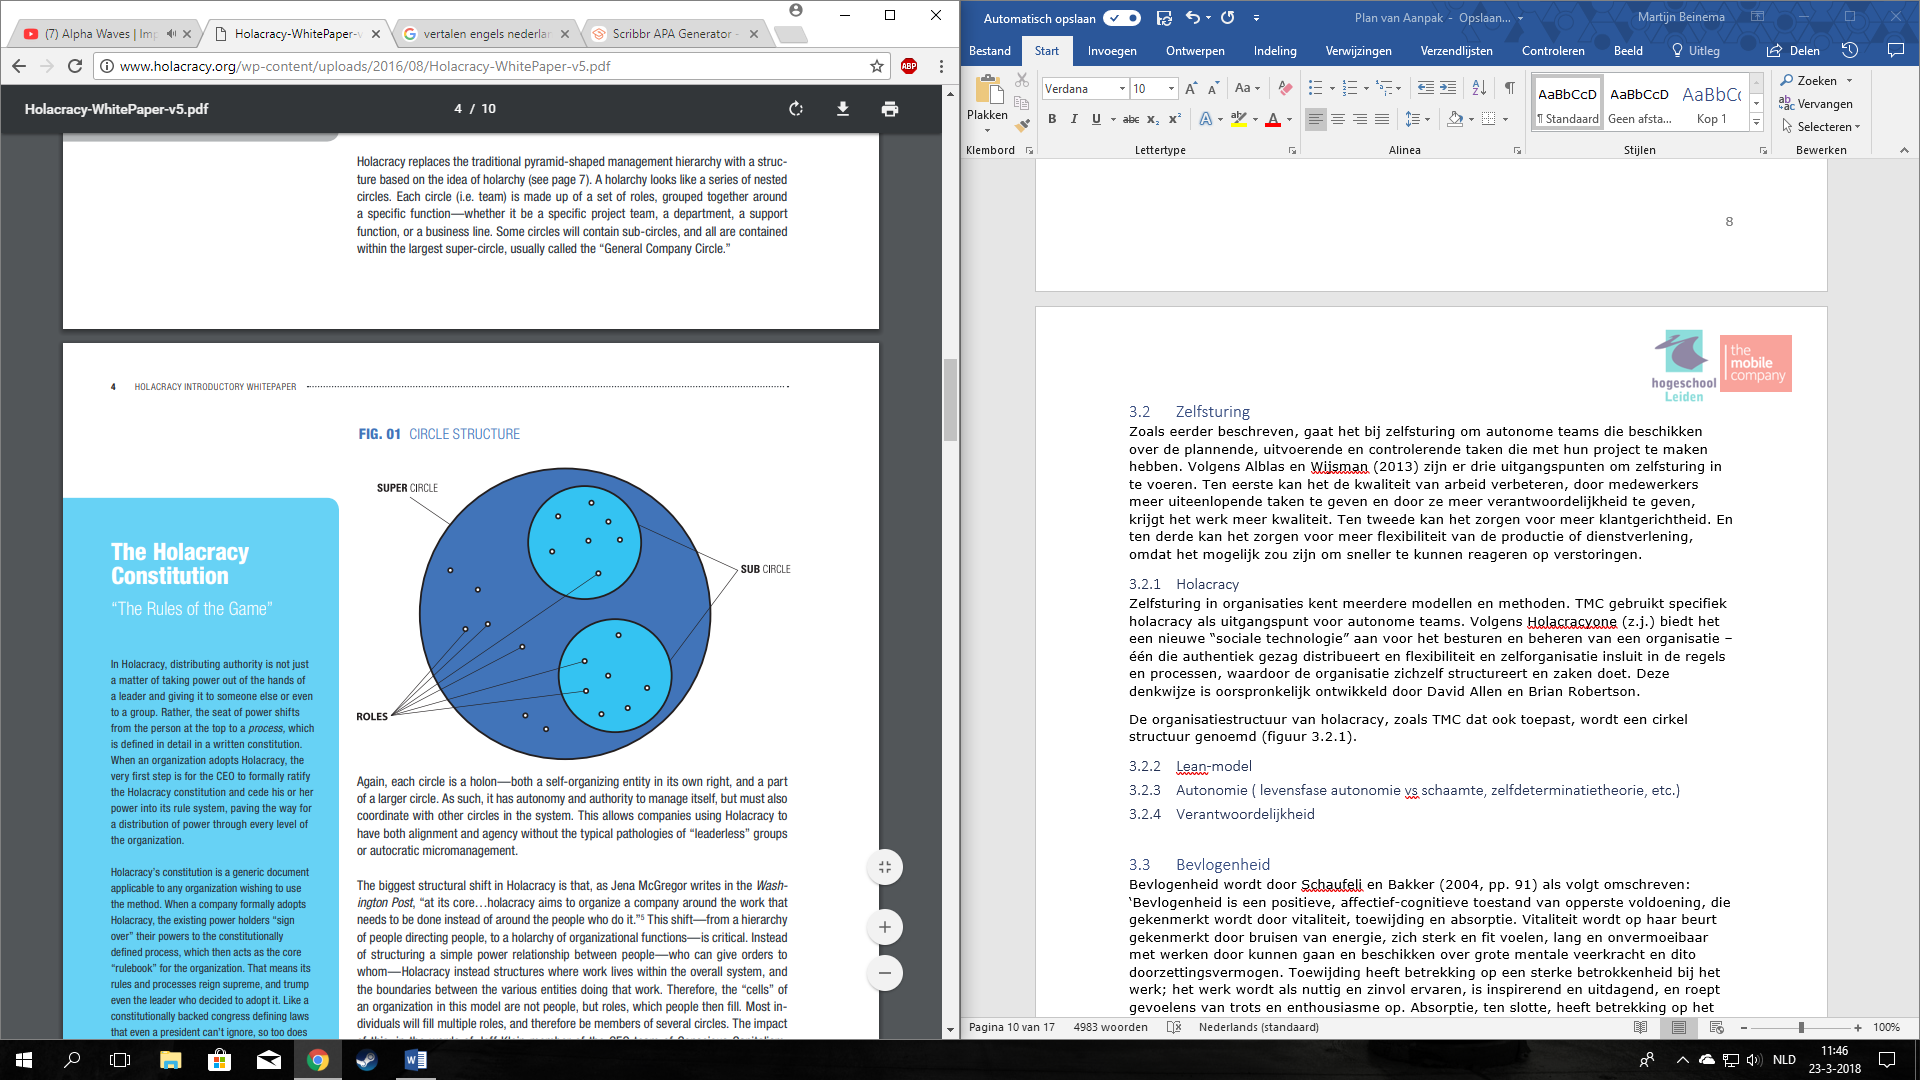 (7) Alpha Waves | Im
Holacracy-WhitePaper-v
vertalen engels nederlan
Scribbr APA Generator -
www.holacracy.org/wp-content/uploads/2016/08/Holacracy-WhitePaper-v5.pdf
ABP
Holacracy-WhitePaper-v5.pdf
4 / 10
Holacracy replaces the traditional pyramid-shaped management hierarchy with a struc-
ture based on the idea of holarchy (see page 7). A holarchy looks like a series of nested
circles. Each circle (i.e. team) is made up of a set of roles, grouped together around
a specific function—whether it be a specific project team, a department, a support
function, or a business line. Some circles will contain sub-circles, and all are contained
within the largest super-circle, usually called the “General Company Circle.”
4 HOLACRACY INTRODUCTORY WHITEPAPER
FIG. 01 CIRCLE STRUCTURE
SUPER CIRCLE
SUB CIRCLE
ROLES
The Holacracy
Constitution
“The Rules of the Game”
In Holacracy, distributing authority is not just
a matter of taking power out of the hands of
a leader and giving it to someone else or even
to a group. Rather, the seat of power shifts
from the person at the top to a process, which
is defined in detail in a written constitution.
When an organization adopts Holacracy, the
very first step is for the CEO to formally ratify
the Holacracy constitution and cede his or her
power into its rule system, paving the way for
a distribution of power through every level of
the organization.
Holacracy’s constitution is a generic document
applicable to any organization wishing to use
the method. When a company formally adopts
Holacracy, the existing power holders “sign
over” their powers to the constitutionally
defined process, which then acts as the core
“rulebook” for the organization. That means its
rules and processes reign supreme, and trump
even the leader who decided to adopt it. Like a
constitutionally backed congress defining laws
that even a president can’t ignore, so too does
Again, each circle is a holon—both a self-organizing entity in its own right, and a part
of a larger circle. As such, it has autonomy and authority to manage itself, but must also
coordinate with other circles in the system. This allows companies using Holacracy to
have both alignment and agency without the typical pathologies of “leaderless” groups
or autocratic micromanagement.
The biggest structural shift in Holacracy is that, as Jena McGregor writes in the Wash-
ington Post, “at its core…holacracy aims to organize a company around the work that
needs to be done instead of around the people who do it.”⁵ This shift—from a hierarchy
of people directing people, to a holarchy of organizational functions—is critical. Instead
of structuring a simple power relationship between people—who can give orders to
whom—Holacracy instead structures where work lives within the overall system, and
the boundaries between the various entities doing that work. Therefore, the “cells” of
an organization in this model are not people, but roles, which people then fill. Most in-
dividuals will fill multiple roles, and therefore be members of several circles. The impact
Automatisch opslaan
Plan van Aanpak - Opslaan...
Martijn Beinema
Bestand Start Invoegen Ontwerpen Indeling Verwijzingen Verzendlijsten Controleren Beeld Uitleg Delen
Plakken
Klembord
Verdana 10
Lettertype
Alinea
AaBbCcD
¶ Standaard
AaBbCcD
Geen afsta...
AaBbCc
Kop 1
Stijlen
Zoeken
Vervangen
Selecteren
Bewerken
8
hogeschool
Leiden
the
mobile
company
3.2 Zelfsturing
Zoals eerder beschreven, gaat het bij zelfsturing om autonome teams die beschikken
over de plannende, uitvoerende en controlerende taken die met hun project te maken
hebben. Volgens Alblas en Wijsman (2013) zijn er drie uitgangspunten om zelfsturing in
te voeren. Ten eerste kan het de kwaliteit van arbeid verbeteren, door medewerkers
meer uiteenlopende taken te geven en door ze meer verantwoordelijkheid te geven,
krijgt het werk meer kwaliteit. Ten tweede kan het zorgen voor meer klantgerichtheid. En
ten derde kan het zorgen voor meer flexibiliteit van de productie of dienstverlening,
omdat het mogelijk zou zijn om sneller te kunnen reageren op verstoringen.
3.2.1 Holacracy
Zelfsturing in organisaties kent meerdere modellen en methoden. TMC gebruikt specifiek
holacracy als uitgangspunt voor autonome teams. Volgens Holacracyone (z.j.) biedt het
een nieuwe “sociale technologie” aan voor het besturen en beheren van een organisatie –
één die authentiek gezag distribueert en flexibiliteit en zelforganisatie insluit in de regels
en processen, waardoor de organisatie zichzelf structureert en zaken doet. Deze
denkwijze is oorspronkelijk ontwikkeld door David Allen en Brian Robertson.
De organisatiestructuur van holacracy, zoals TMC dat ook toepast, wordt een cirkel
structuur genoemd (figuur 3.2.1).
3.2.2 Lean-model
3.2.3 Autonomie ( levensfase autonomie vs schaamte, zelfdeterminatietheorie, etc.)
3.2.4 Verantwoordelijkheid
3.3 Bevlogenheid
Bevlogenheid wordt door Schaufeli en Bakker (2004, pp. 91) als volgt omschreven:
‘Bevlogenheid is een positieve, affectief-cognitieve toestand van opperste voldoening, die
gekenmerkt wordt door vitaliteit, toewijding en absorptie. Vitaliteit wordt op haar beurt
gekenmerkt door bruisen van energie, zich sterk en fit voelen, lang en onvermoeibaar
met werken door kunnen gaan en beschikken over grote mentale veerkracht en dito
doorzettingsvermogen. Toewijding heeft betrekking op een sterke betrokkenheid bij het
werk; het werk wordt als nuttig en zinvol ervaren, is inspirerend en uitdagend, en roept
gevoelens van trots en enthousiasme op. Absorptie, ten slotte, heeft betrekking op het
Pagina 10 van 17 4983 woorden Nederlands (standaard) 100%
NLD
11:46
23-3-2018